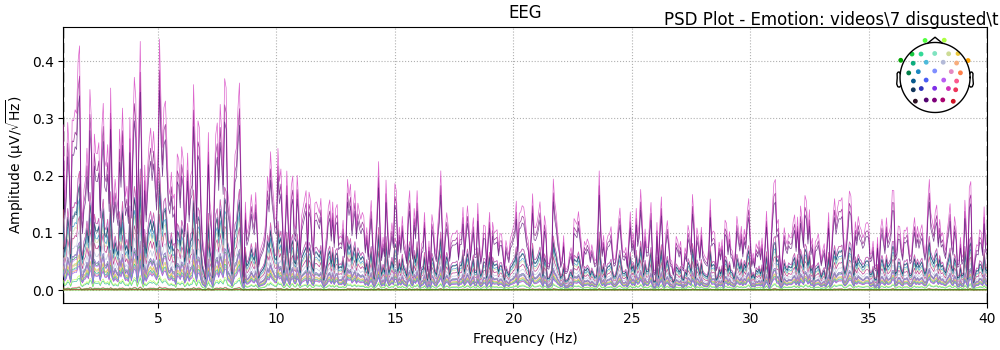 EEG
PSD Plot - Emotion: videos\7 disgusted\t
Amplitude (µV/√Hz)
0.4
0.3
0.2
0.1
0.0
5 10 15 20 25 30 35 40
Frequency (Hz)